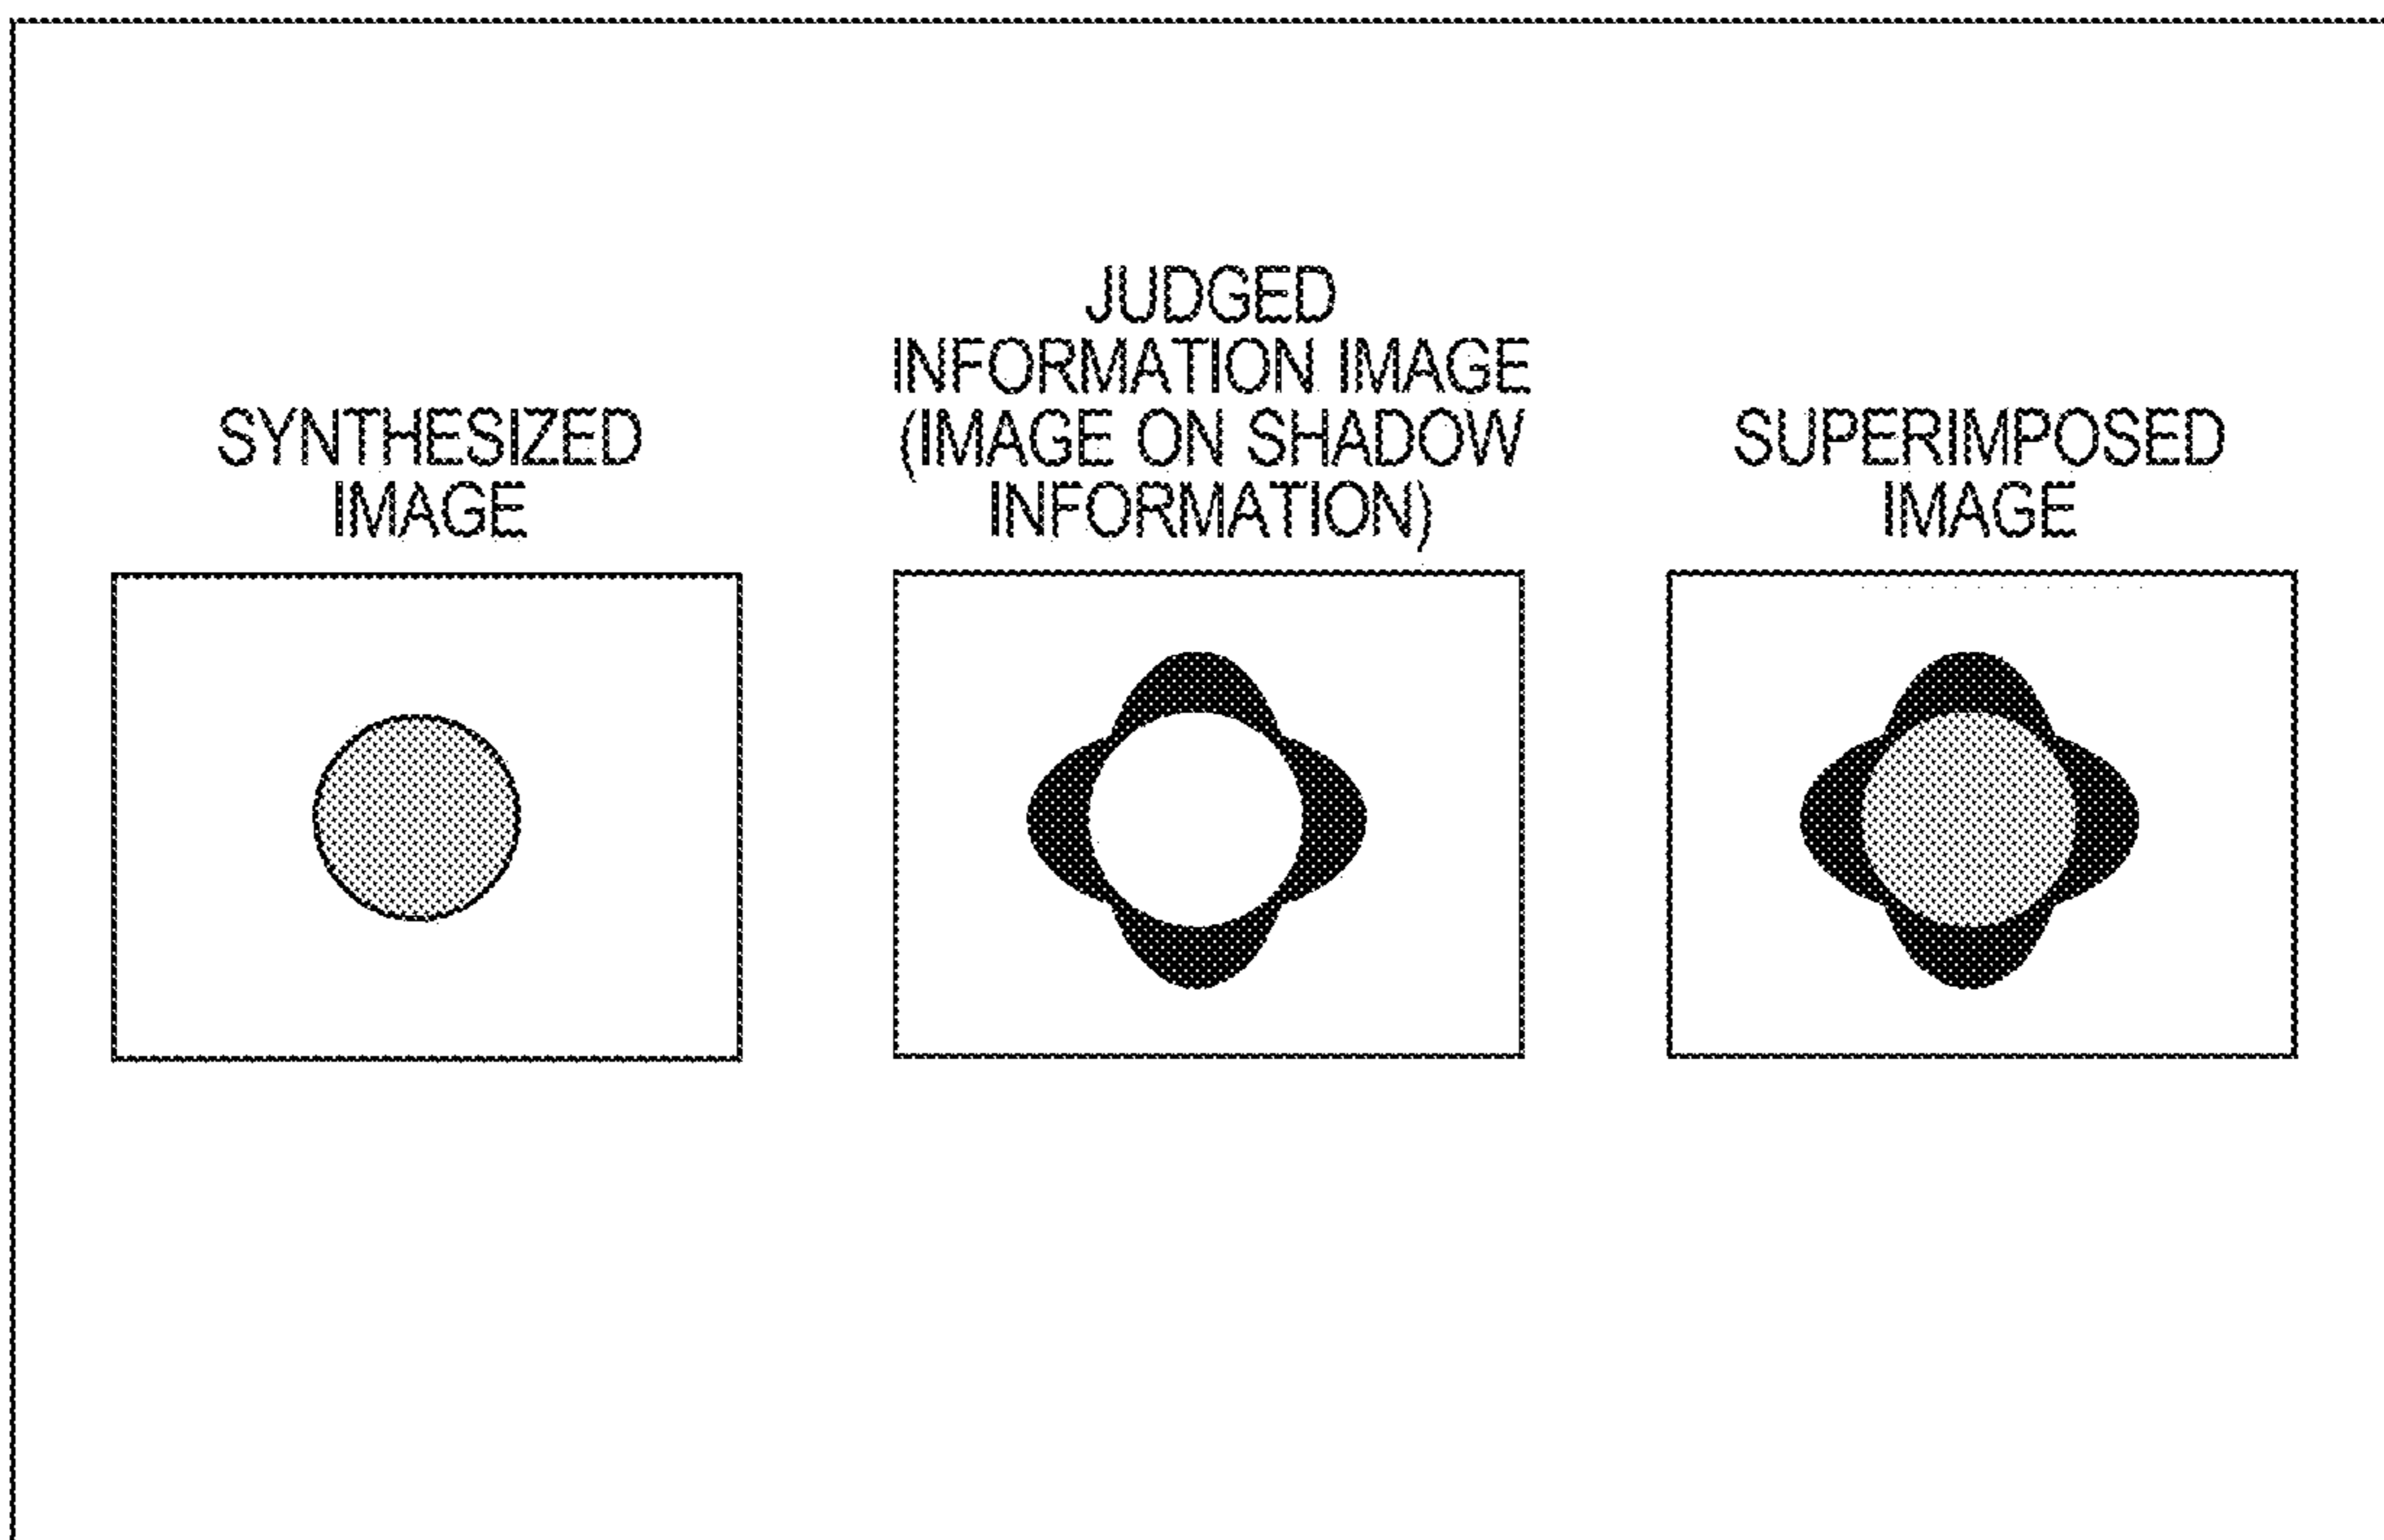 SYNTHESIZED
IMAGE
JUDGED
INFORMATION IMAGE
(IMAGE ON SHADOW
INFORMATION)
SUPERIMPOSED
IMAGE